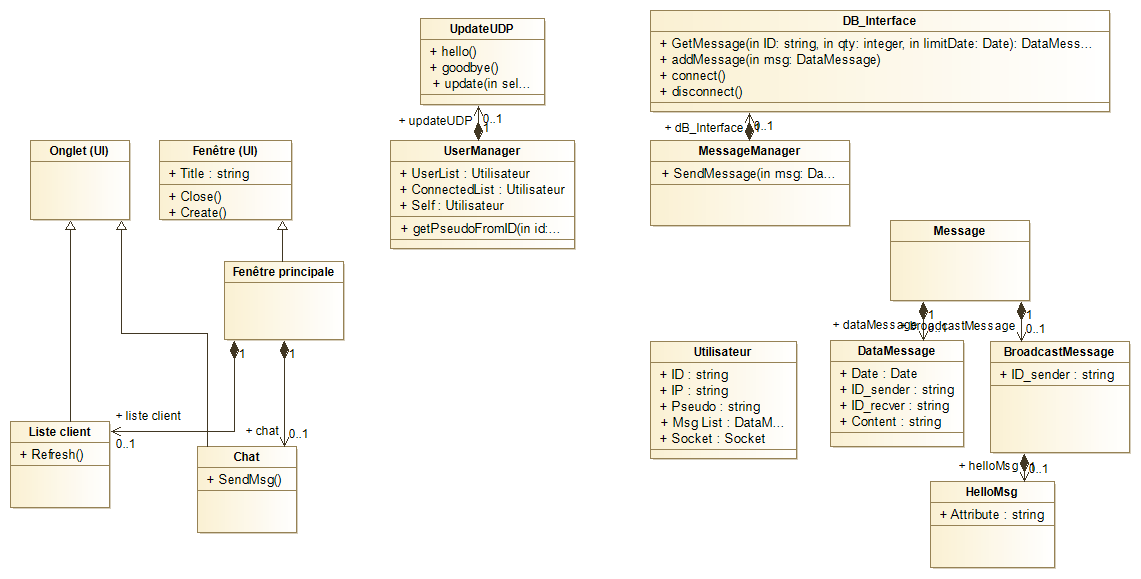 UpdateUDP
+ hello()
+ goodbye()
+ update(in sel...
+ updateUDP
0..1
1
UserManager
+ UserList : Utilisateur
+ ConnectedList : Utilisateur
+ Self : Utilisateur
+ getPseudoFromID(in id:...
DB_Interface
+ GetMessage(in ID: string, in qty: integer, in limitDate: Date): DataMess...
+ addMessage(in msg: DataMessage)
+ connect()
+ disconnect()
+ dB_Interface
0..1
1
MessageManager
+ SendMessage(in msg: Da...
Onglet (UI)
Fenêtre (UI)
+ Title : string
+ Close()
+ Create()
Fenêtre principale
1
1
+ liste client
0..1
+ chat
0..1
Liste client
+ Refresh()
Chat
+ SendMsg()
Message
1
1
+ dataMessage
0..1
+ broadcastMessage
0..1
Utilisateur
+ ID : string
+ IP : string
+ Pseudo : string
+ Msg List : DataM...
+ Socket : Socket
DataMessage
+ Date : Date
+ ID_sender : string
+ ID_recver : string
+ Content : string
BroadcastMessage
+ ID_sender : string
+ helloMsg
1
0..1
HelloMsg
+ Attribute : string